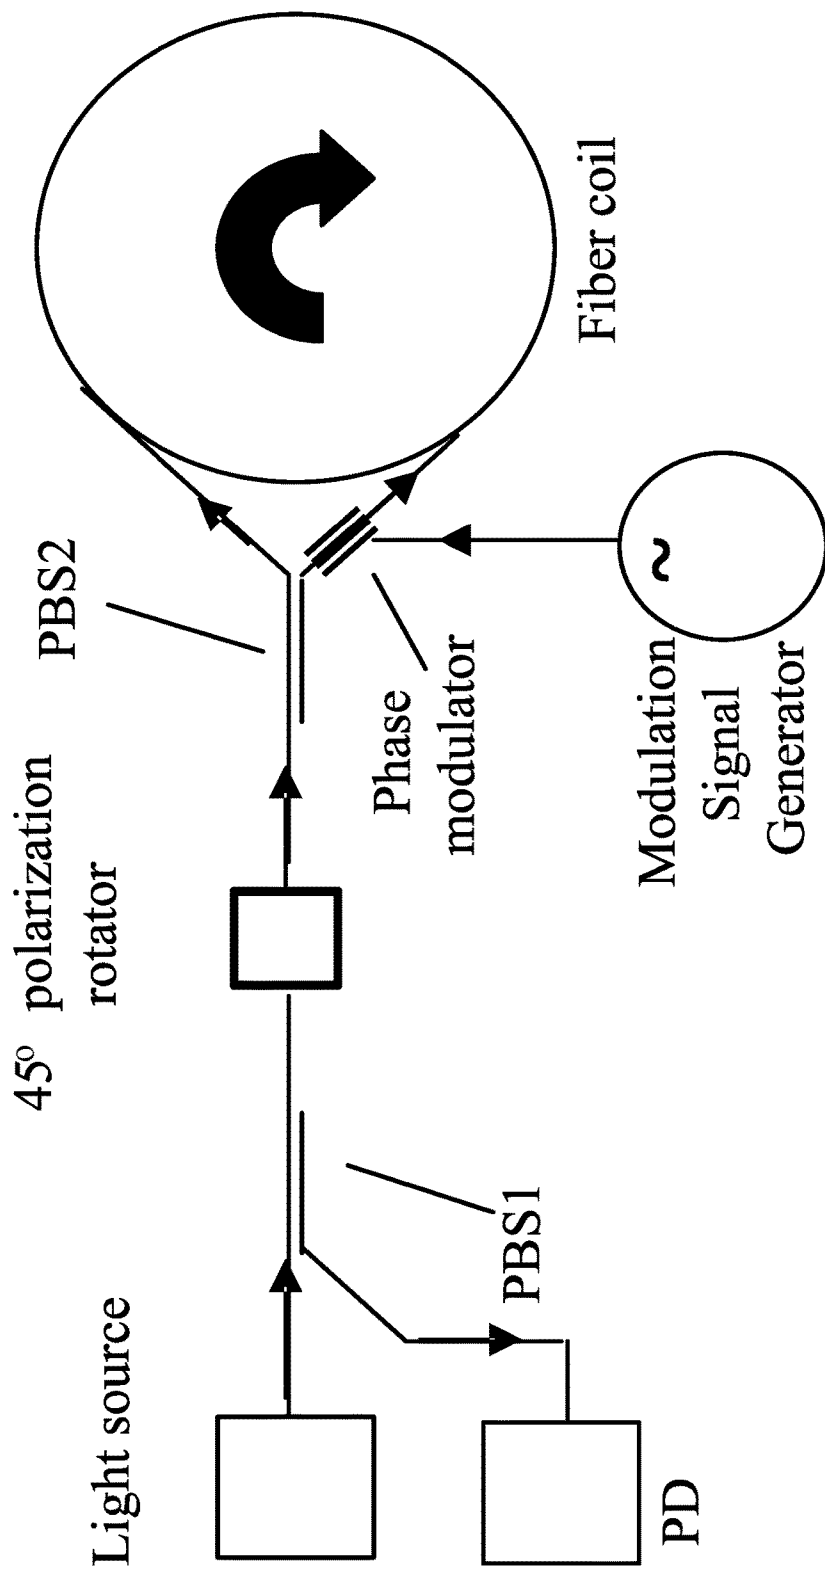 Light source
45° polarization
rotator
PBS2
PBS1
PD
Phase
modulator
Fiber coil
~
Modulation
Signal
Generator